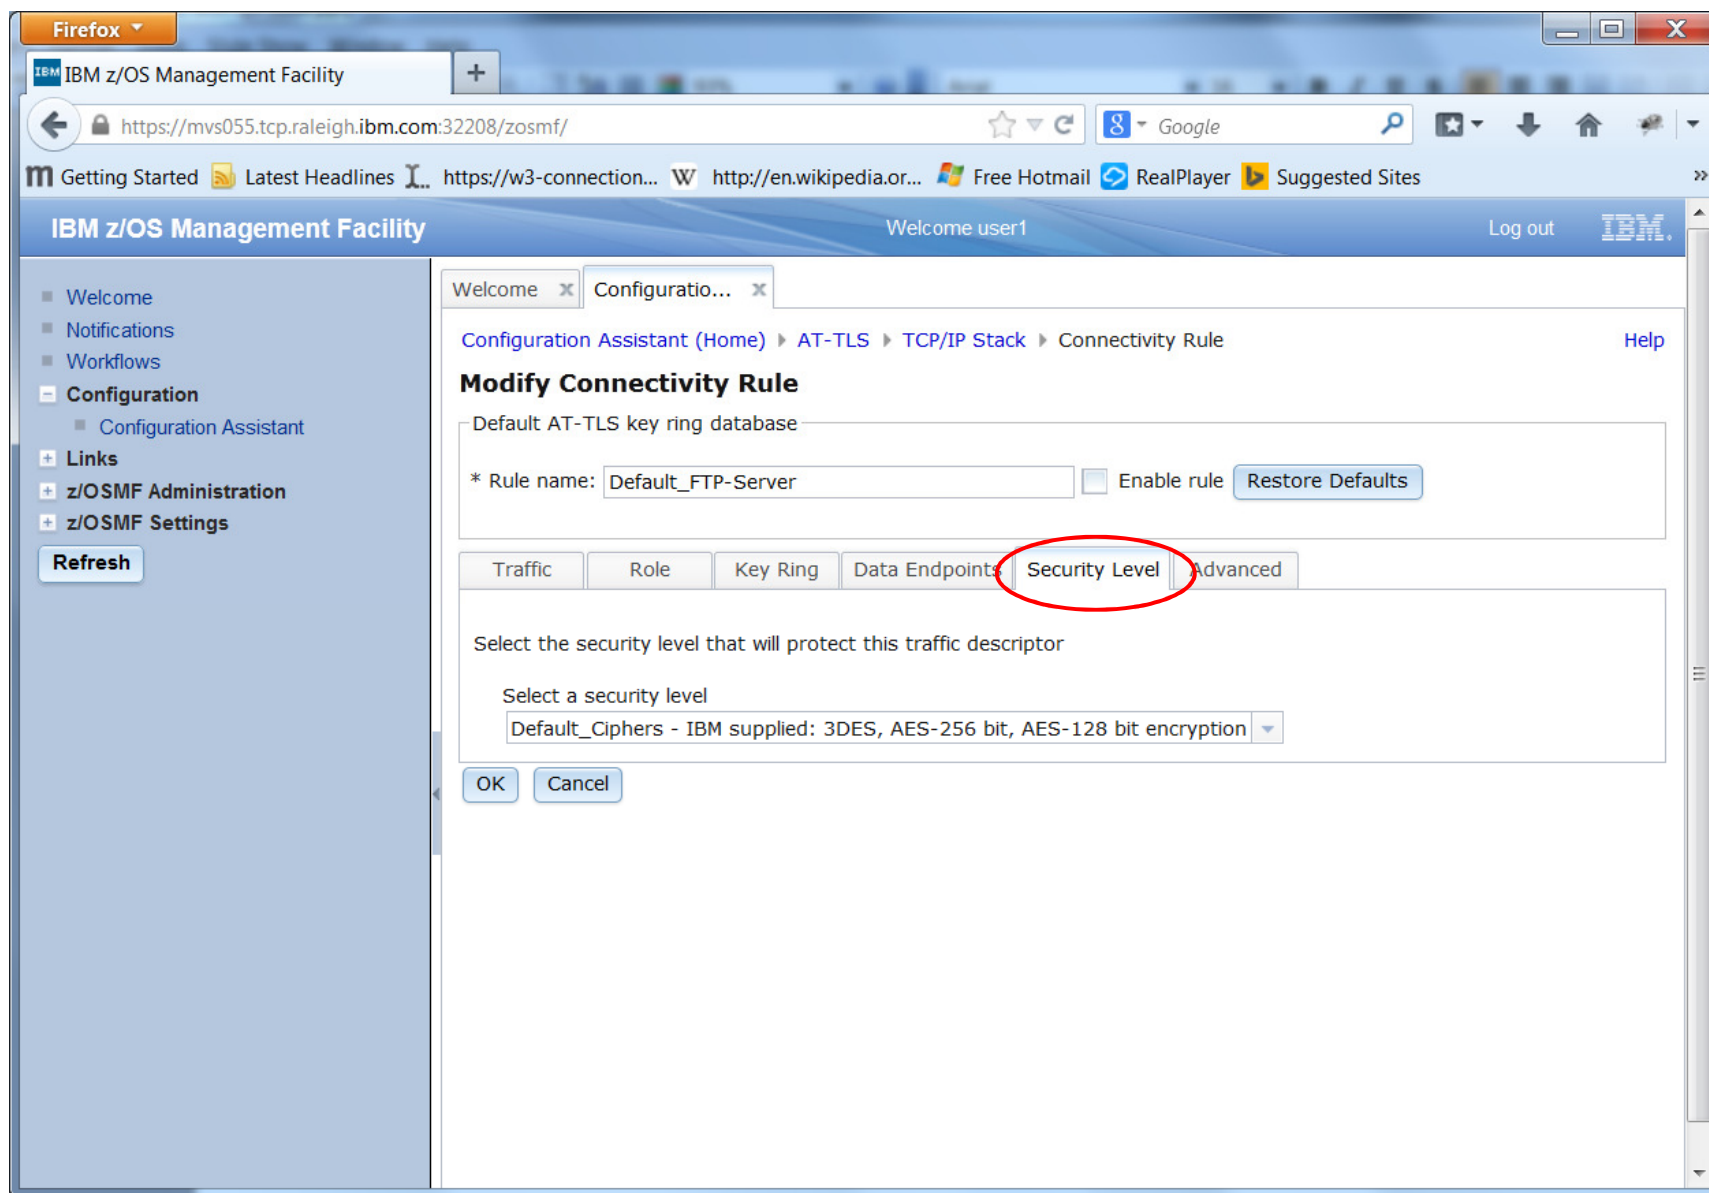 Firefox
IBM IBM z/OS Management Facility
https://mvs055.tcp.raleigh.ibm.com:32208/zosmf/
8 Google
Getting Started Latest Headlines https://w3-connection... W http://en.wikipedia.or... Free Hotmail RealPlayer Suggested Sites »
IBM z/OS Management Facility Welcome user1 Log out IBM.
Welcome
Notifications
Workflows
Configuration
Configuration Assistant
Links
z/OSMF Administration
z/OSMF Settings
Refresh
Welcome x Configuratio... x
Configuration Assistant (Home) AT-TLS TCP/IP Stack Connectivity Rule Help
Modify Connectivity Rule
Default AT-TLS key ring database
* Rule name: Default_FTP-Server Enable rule Restore Defaults
Traffic Role Key Ring Data Endpoints Security Level Advanced
Select the security level that will protect this traffic descriptor
Select a security level
Default_Ciphers - IBM supplied: 3DES, AES-256 bit, AES-128 bit encryption
OK Cancel